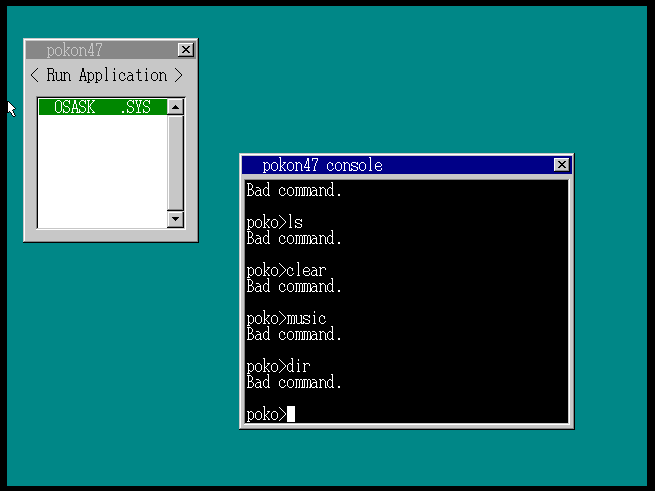 pokon47
< Run Application >
OSASK .SYS
pokon47 console
Bad command.
poko>ls
Bad command.
poko>clear
Bad command.
poko>music
Bad command.
poko>dir
Bad command.
poko>